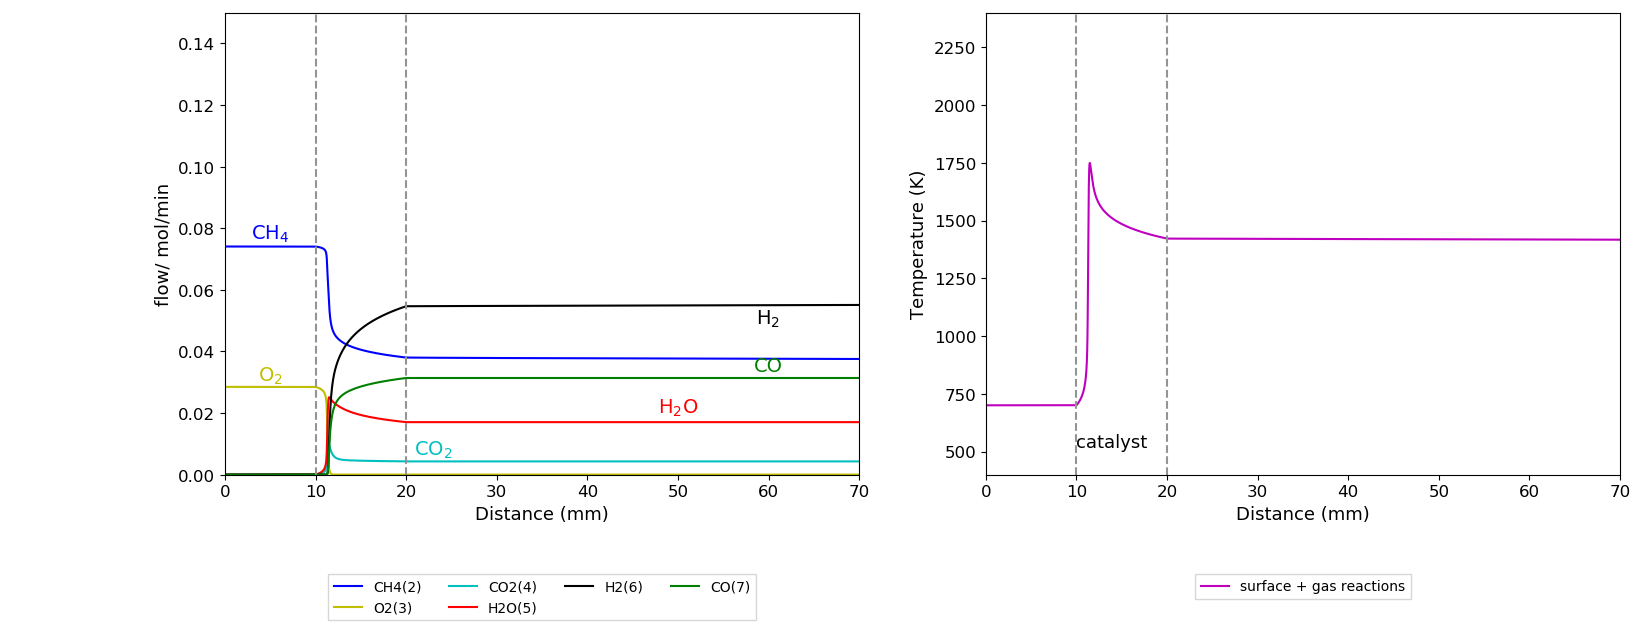 0.14
0.12
0.10
0.08
0.06
0.04
0.02
0.00
flow/ mol/min
CH₄
O₂
H₂
CO
H₂O
CO₂
0 10 20 30 40 50 60 70
Distance (mm)
CH4(2) CO2(4) H2(6) CO(7)
O2(3) H2O(5)
2250
2000
1750
1500
1250
1000
750
500
Temperature (K)
catalyst
0 10 20 30 40 50 60 70
Distance (mm)
surface + gas reactions